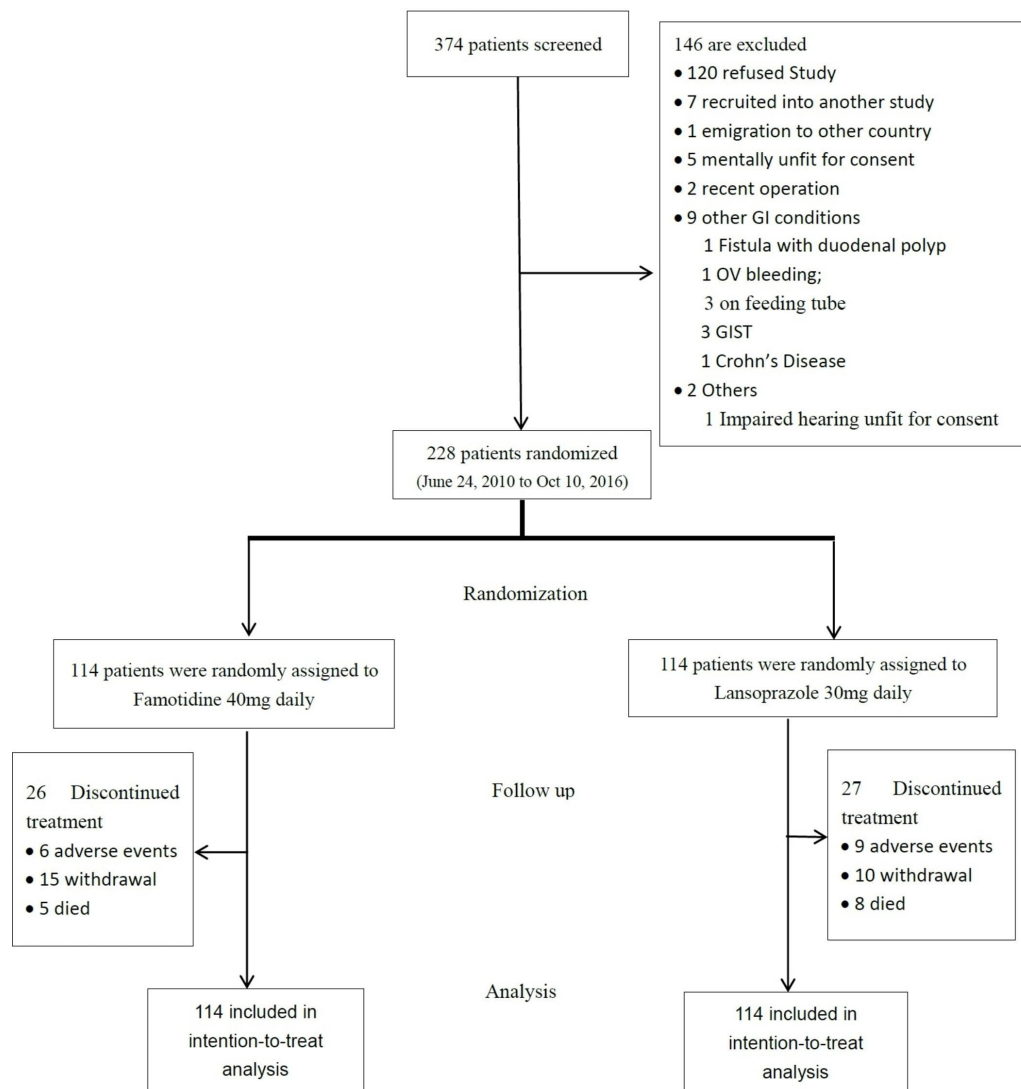 374 patients screened
146 are excluded
• 120 refused Study
• 7 recruited into another study
• 1 emigration to other country
• 5 mentally unfit for consent
• 2 recent operation
• 9 other GI conditions
1 Fistula with duodenal polyp
1 OV bleeding;
3 on feeding tube
3 GIST
1 Crohn’s Disease
• 2 Others
1 Impaired hearing unfit for consent
228 patients randomized
(June 24, 2010 to Oct 10, 2016)
Randomization
114 patients were randomly assigned to
Famotidine 40mg daily
114 patients were randomly assigned to
Lansoprazole 30mg daily
Follow up
26 Discontinued
treatment
• 6 adverse events
• 15 withdrawal
• 5 died
27 Discontinued
treatment
• 9 adverse events
• 10 withdrawal
• 8 died
Analysis
114 included in
intention-to-treat
analysis
114 included in
intention-to-treat
analysis